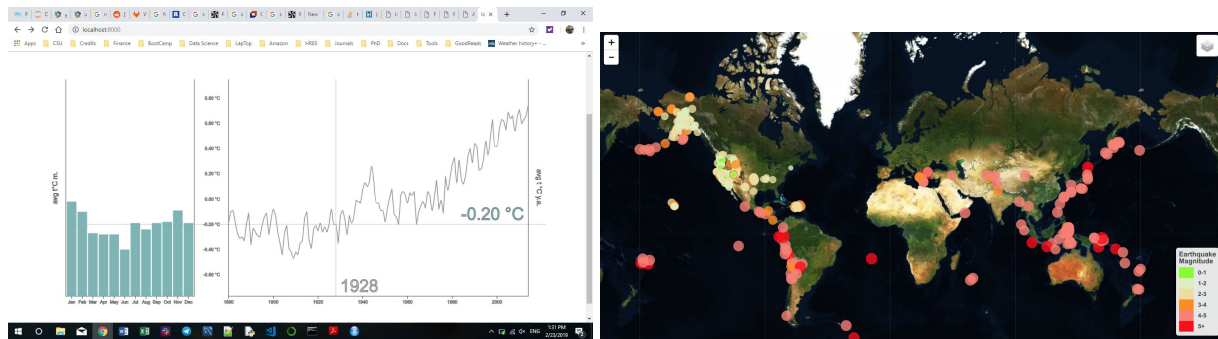 localhost:8000
Apps CSU Credits Finance BootCamp Data Science LapTop Amazon HRES Journals PhD Docs Tools GoodReads Weather history+ - ...
0.80 °C
0.60 °C
0.40 °C
0.20 °C
0.00 °C
-0.20 °C
-0.40 °C
-0.60 °C
avg t°C m.
avg t °C y.a.
-0.20 °C
1928
Jan Feb Mar Apr May Jun Jul Aug Sep Oct Nov Dec
1880 1900 1920 1940 1960 1980 2000
ENG
1:31 PM
2/23/2019
+
−
Earthquake
Magnitude
0-1
1-2
2-3
3-4
4-5
5+